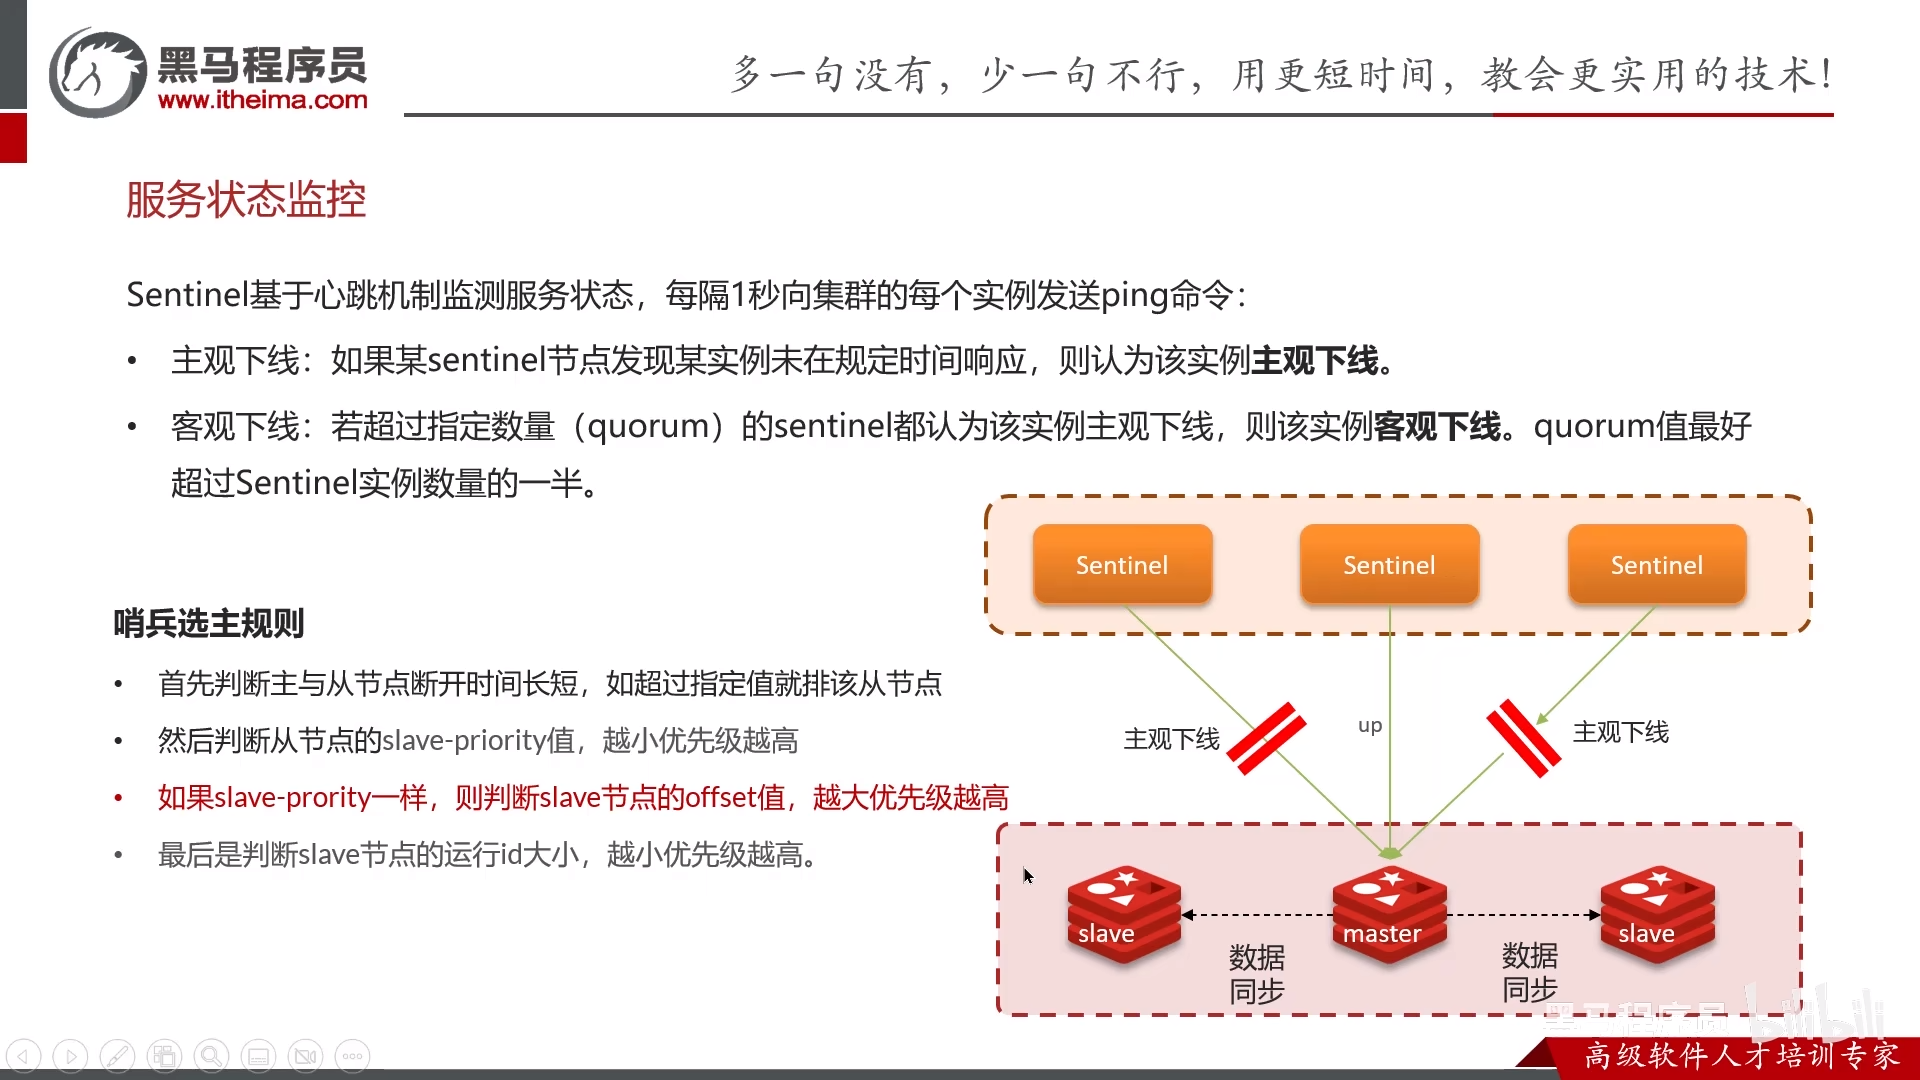 黑马程序员
www.itheima.com
多一句没有，少一句不行，用更短时间，教会更实用的技术！
服务状态监控
Sentinel基于心跳机制监测服务状态，每隔1秒向集群的每个实例发送ping命令：
• 主观下线：如果某sentinel节点发现某实例未在规定时间响应，则认为该实例主观下线。
• 客观下线：若超过指定数量（quorum）的sentinel都认为该实例主观下线，则该实例客观下线。quorum值最好
超过Sentinel实例数量的一半。
哨兵选主规则
• 首先判断主与从节点断开时间长短，如超过指定值就排该从节点
• 然后判断从节点的slave-priority值，越小优先级越高
• 如果slave-prority一样，则判断slave节点的offset值，越大优先级越高
• 最后是判断slave节点的运行id大小，越小优先级越高。
Sentinel
Sentinel
Sentinel
主观下线
up
主观下线
slave
master
slave
数据
同步
数据
同步
黑马程序员
bilibili
高级软件人才培训专家